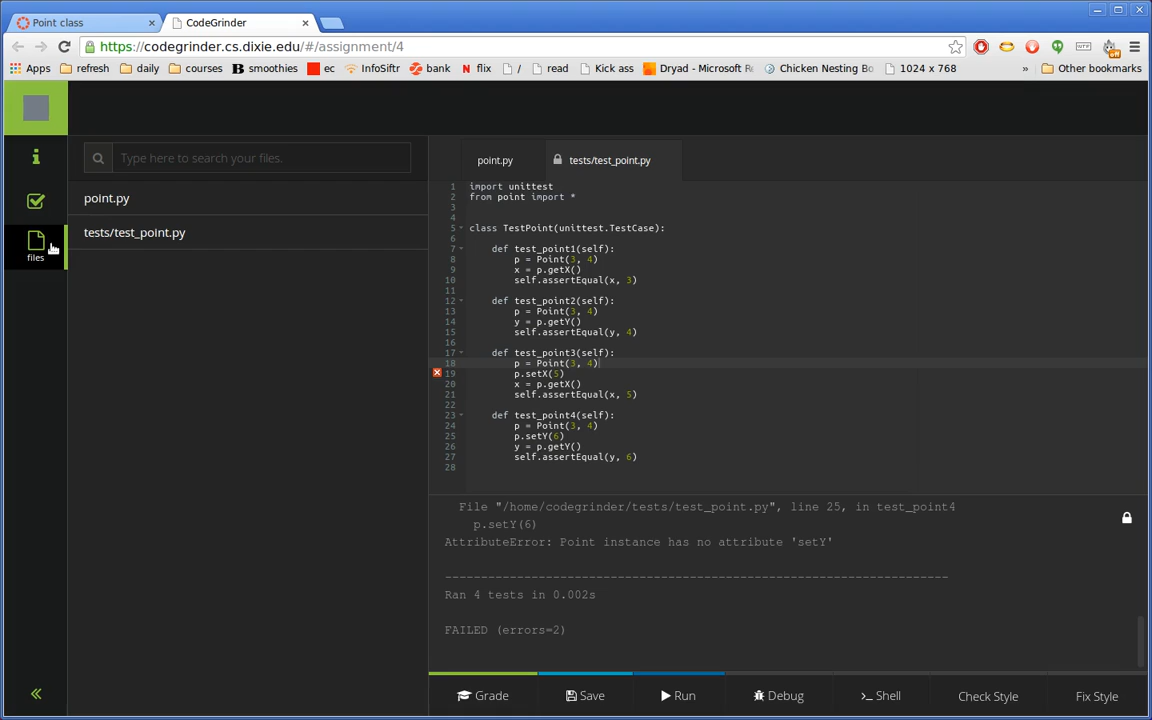 Point class
CodeGrinder
https://codegrinder.cs.dixie.edu/#/assignment/4
Apps
refresh
daily
courses
smoothies
ec
InfoSiftr
bank
flix
/
read
Kick ass
Dryad - Microsoft Re
Chicken Nesting Bo
1024 x 768
»
Other bookmarks
Type here to search your files.
point.py
tests/test_point.py
files
point.py
tests/test_point.py
1 import unittest
2 from point import *
3
4
5 class TestPoint(unittest.TestCase):
6
7 def test_point1(self):
8 p = Point(3, 4)
9 x = p.getX()
10 self.assertEqual(x, 3)
11
12 def test_point2(self):
13 p = Point(3, 4)
14 y = p.getY()
15 self.assertEqual(y, 4)
16
17 def test_point3(self):
18 p = Point(3, 4)
19 p.setX(5)
20 x = p.getX()
21 self.assertEqual(x, 5)
22
23 def test_point4(self):
24 p = Point(3, 4)
25 p.setY(6)
26 y = p.getY()
27 self.assertEqual(y, 6)
28
File "/home/codegrinder/tests/test_point.py", line 25, in test_point4
p.setY(6)
AttributeError: Point instance has no attribute 'setY'
----------------------------------------------------------------------
Ran 4 tests in 0.002s
FAILED (errors=2)
Grade
Save
Run
Debug
>_ Shell
Check Style
Fix Style